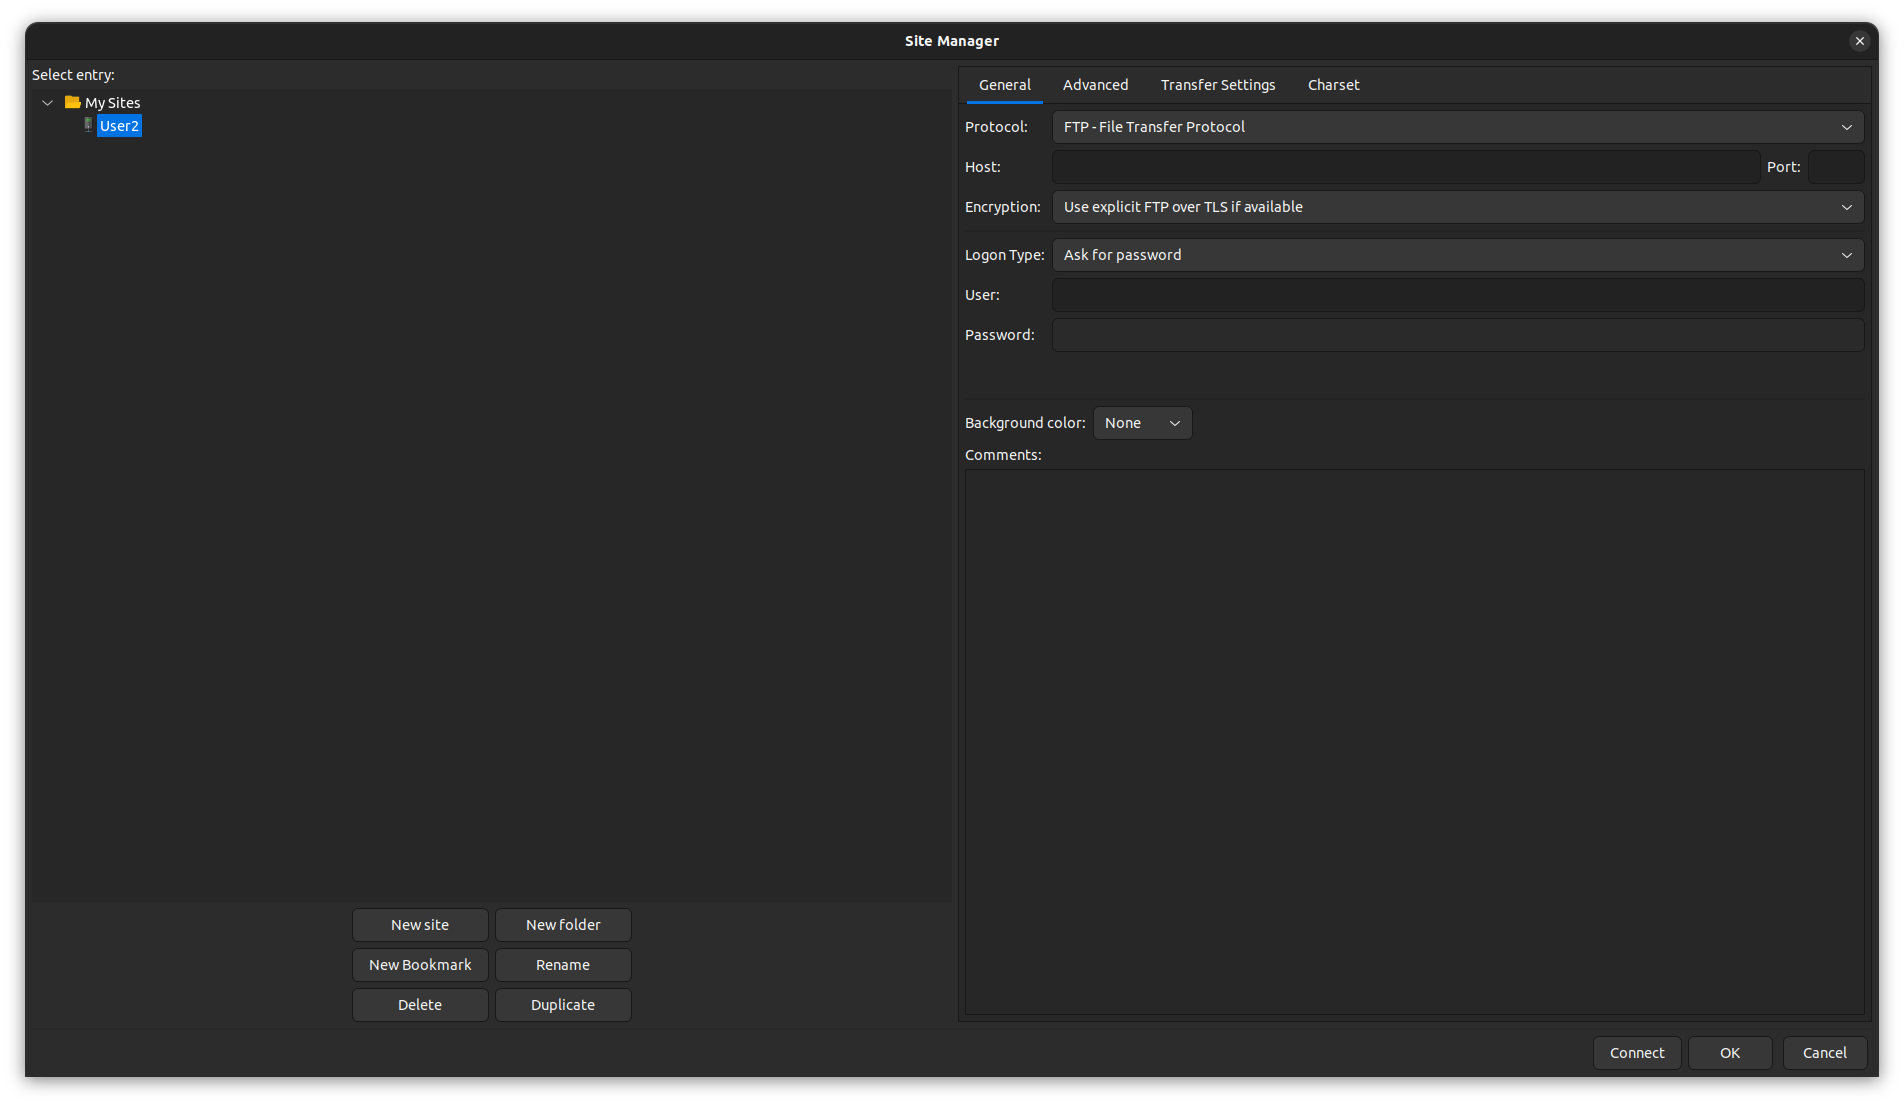 Site Manager
Select entry:
My Sites
User2
New site
New folder
New Bookmark
Rename
Delete
Duplicate
General
Advanced
Transfer Settings
Charset
Protocol:
FTP - File Transfer Protocol
Host:
Port:
Encryption:
Use explicit FTP over TLS if available
Logon Type:
Ask for password
User:
Password:
Background color:
None
Comments:
Connect
OK
Cancel